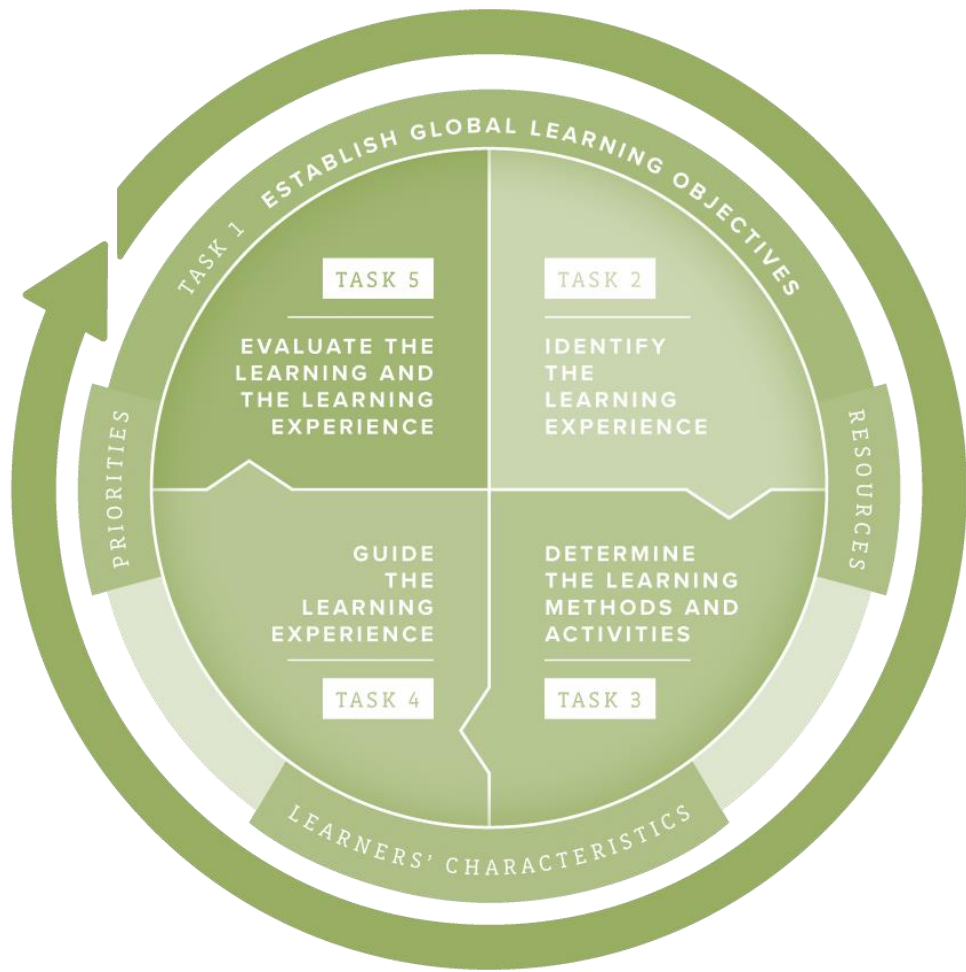 TASK 1 ESTABLISH GLOBAL LEARNING OBJECTIVES
TASK 5
EVALUATE THE
LEARNING AND
THE LEARNING
EXPERIENCE
TASK 2
IDENTIFY
THE
LEARNING
EXPERIENCE
PRIORITIES
RESOURCES
GUIDE
THE
LEARNING
EXPERIENCE
TASK 4
DETERMINE
THE LEARNING
METHODS AND
ACTIVITIES
TASK 3
LEARNERS' CHARACTERISTICS